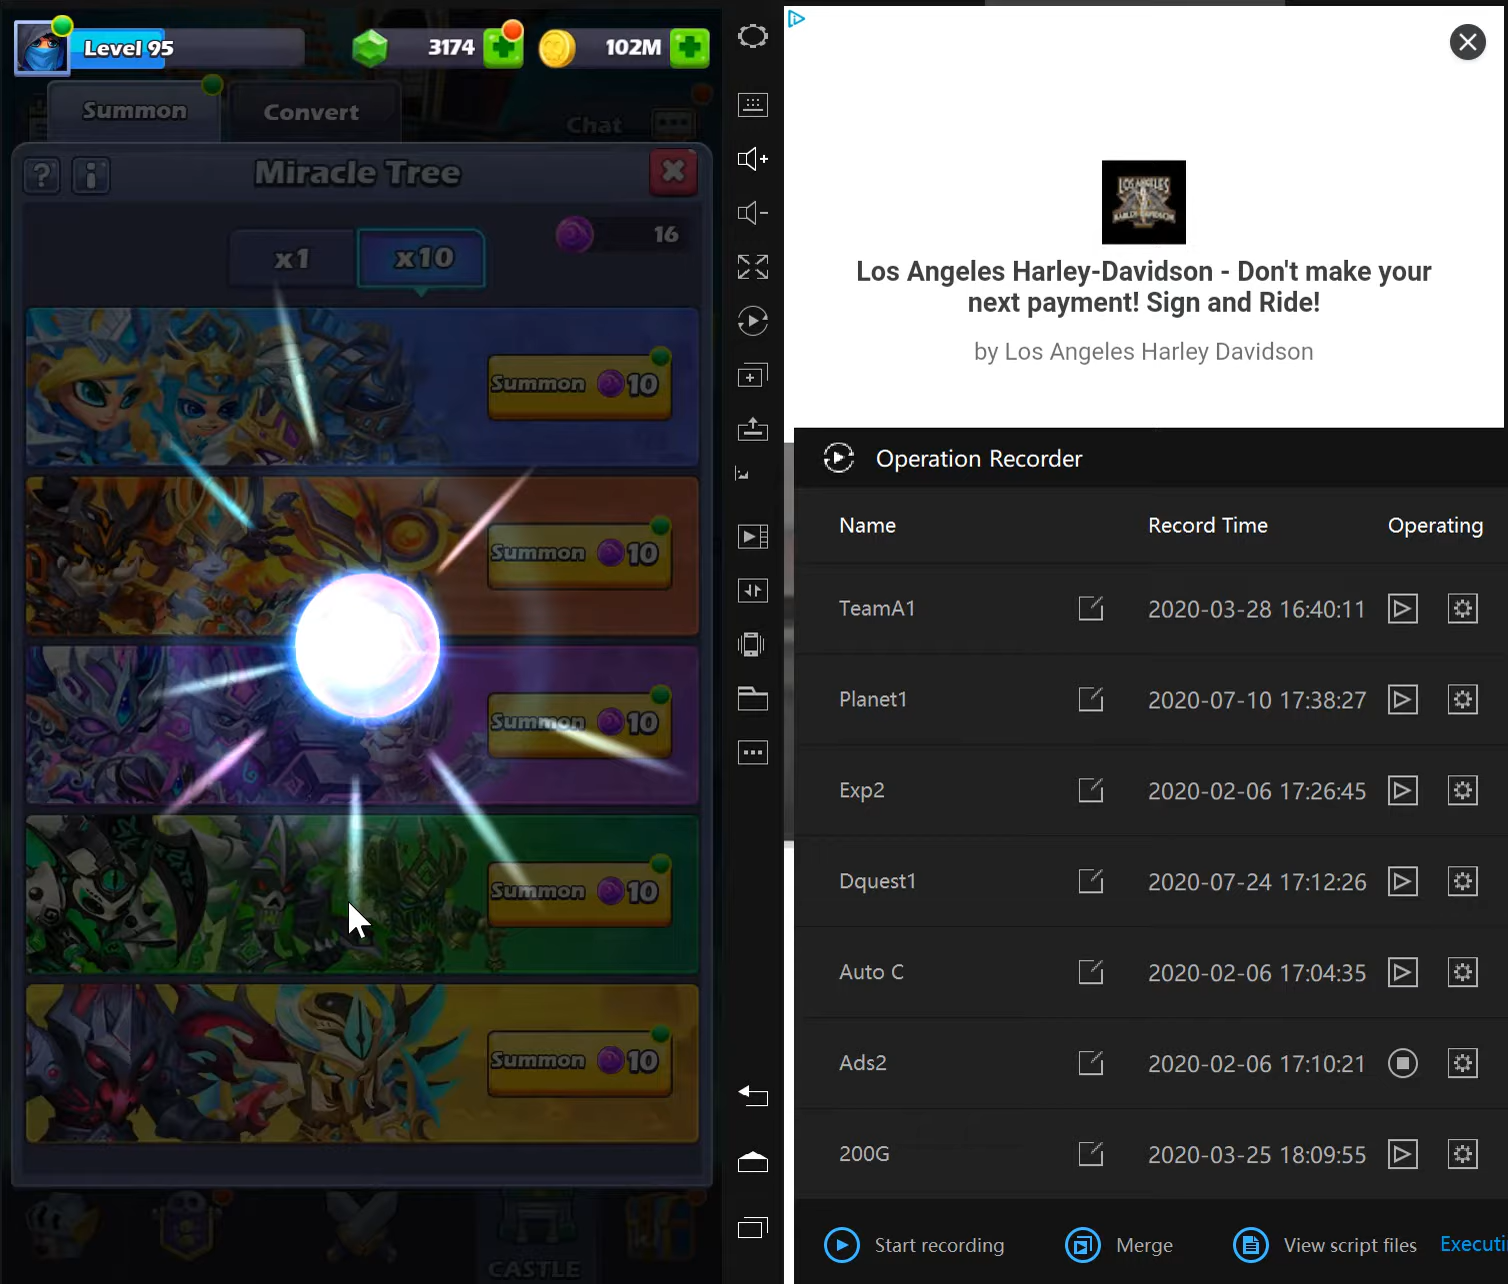 Level 95
3174
102M
Summon
Convert
Chat
? i
Miracle Tree
x1
x10
16
Summon 10
Summon 10
Summon 10
Summon 10
Summon 10
CASTLE
LOS ANGELES
HARLEY-DAVIDSON
Los Angeles Harley-Davidson - Don't make your
next payment! Sign and Ride!
by Los Angeles Harley Davidson
Operation Recorder
Name Record Time Operating
TeamA1 2020-03-28 16:40:11
Planet1 2020-07-10 17:38:27
Exp2 2020-02-06 17:26:45
Dquest1 2020-07-24 17:12:26
Auto C 2020-02-06 17:04:35
Ads2 2020-02-06 17:10:21
200G 2020-03-25 18:09:55
Start recording Merge View script files Executi